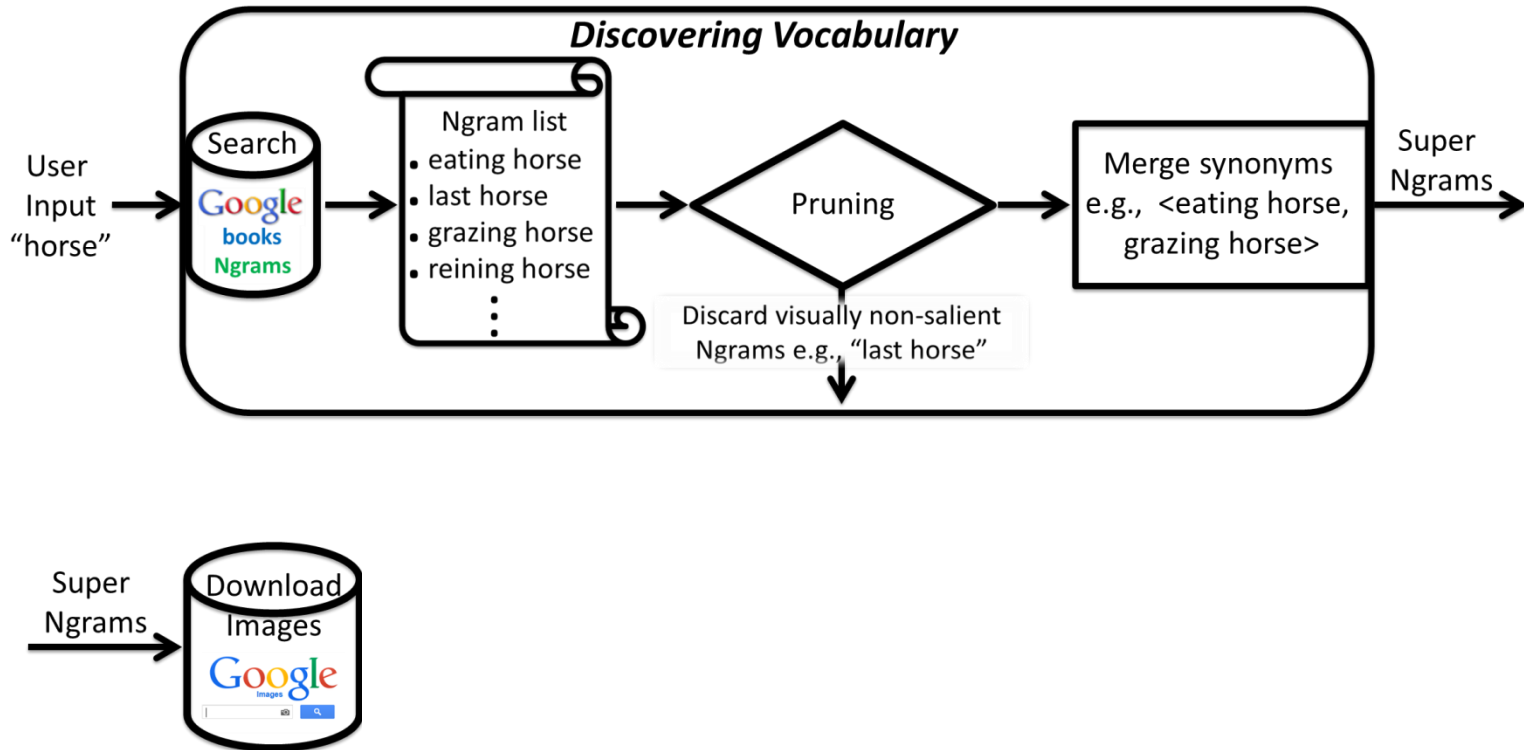 Discovering Vocabulary
User
Input
“horse”
Search
Google
books
Ngrams
Ngram list
▪ eating horse
▪ last horse
▪ grazing horse
▪ reining horse
Pruning
Discard visually non-salient
Ngrams e.g., “last horse”
Merge synonyms
e.g., <eating horse,
grazing horse>
Super
Ngrams
Super
Ngrams
Download
Images
Google
Images